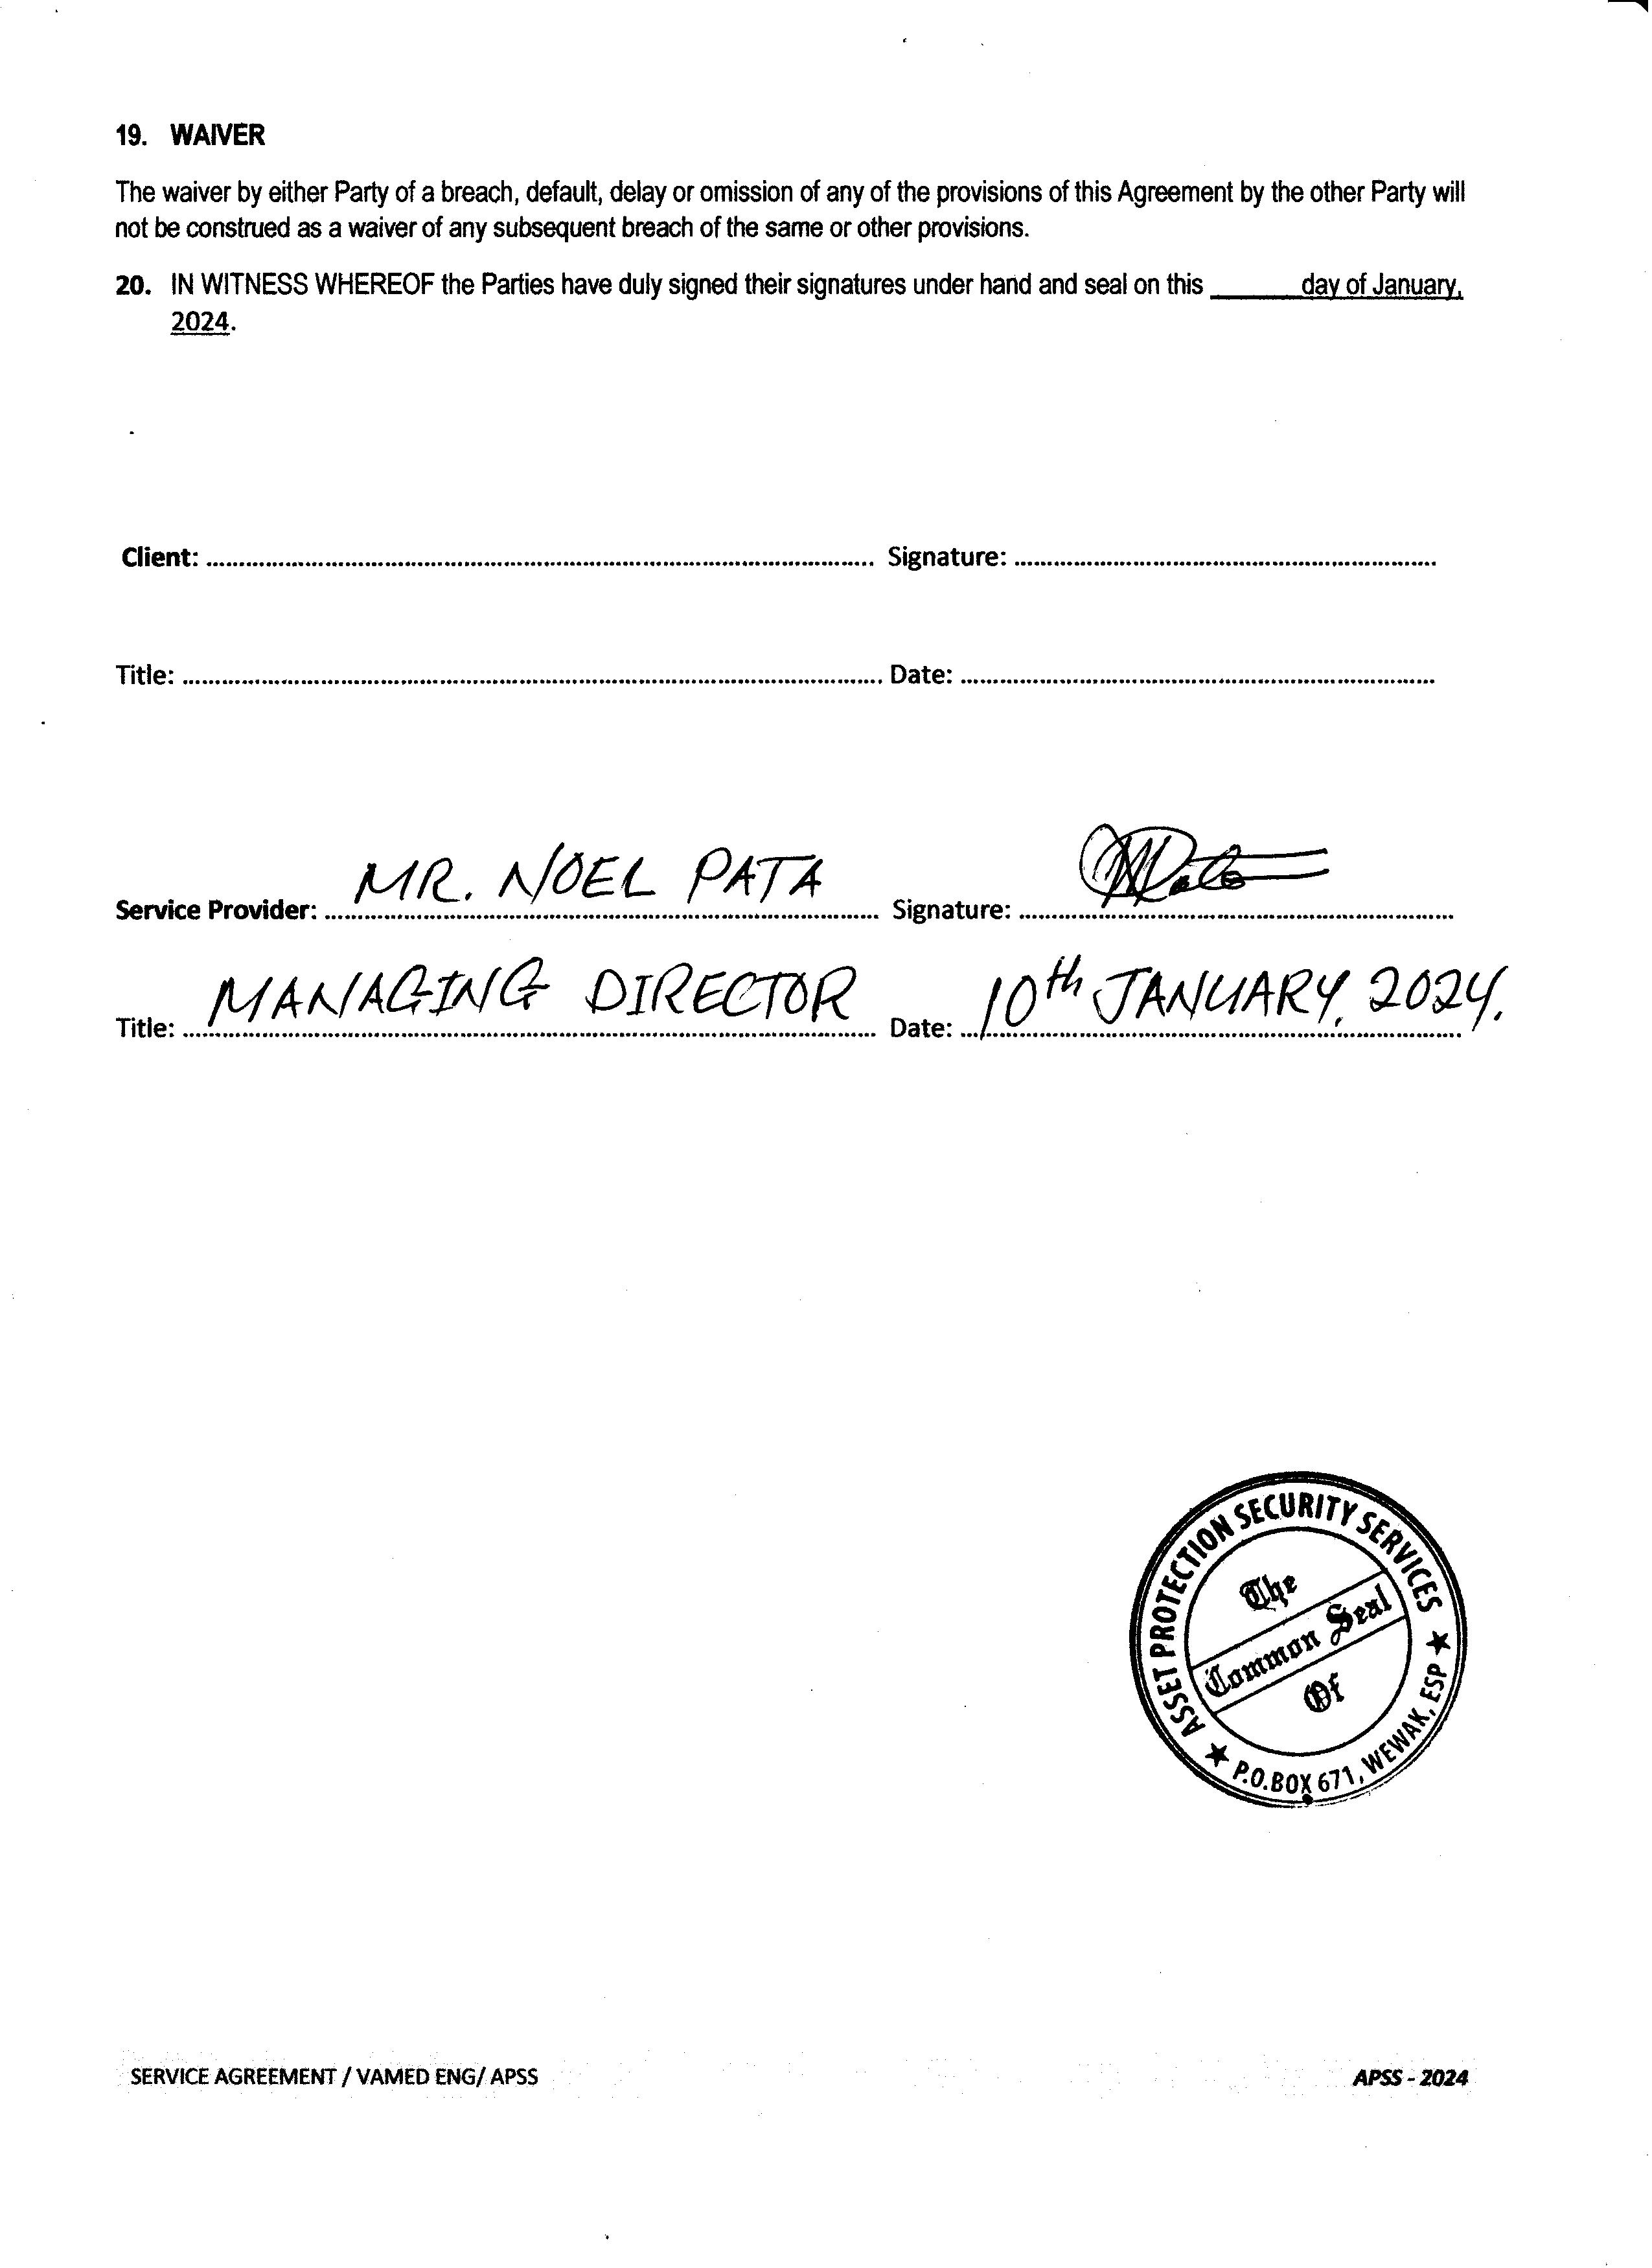 19. WAIVER
The waiver by either Party of a breach, default, delay or omission of any of the provisions of this Agreement by the other Party will
not be construed as a waiver of any subsequent breach of the same or other provisions.
20. IN WITNESS WHEREOF the Parties have duly signed their signatures under hand and seal on this ______ day of January,
2024.
Client: ........................ Signature: ........................
Title: ........................ Date: ........................
Service Provider: MR. NOEL PATA Signature:
Title: MANAGING DIRECTOR Date: 10th JANUARY, 2024.
ASSET PROTECTION SECURITY SERVICES
The
Common Seal
Of
★ P.O.BOX 671, WEWAK, ESP ★
SERVICE AGREEMENT / VAMED ENG/ APSS APSS - 2024